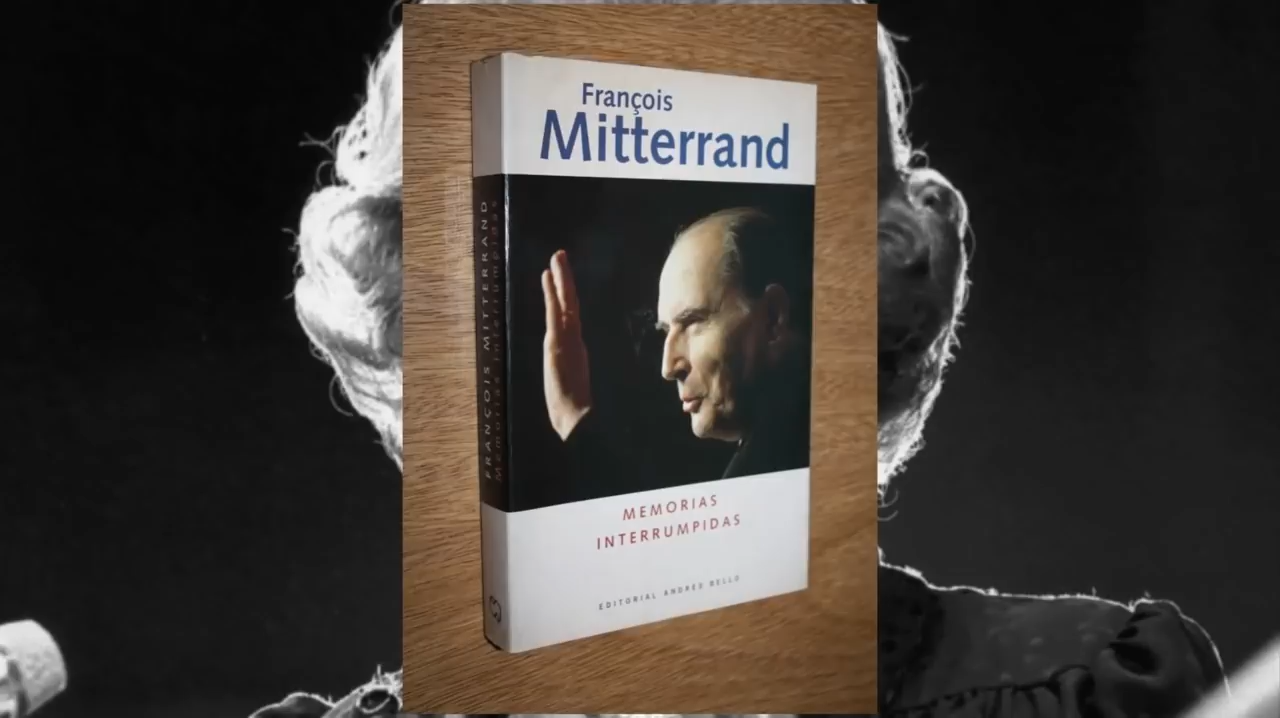 François
Mitterrand
FRANÇOIS MITTERRAND
Memorias interrumpidas
MEMORIAS
INTERRUMPIDAS
EDITORIAL ANDRES BELLO